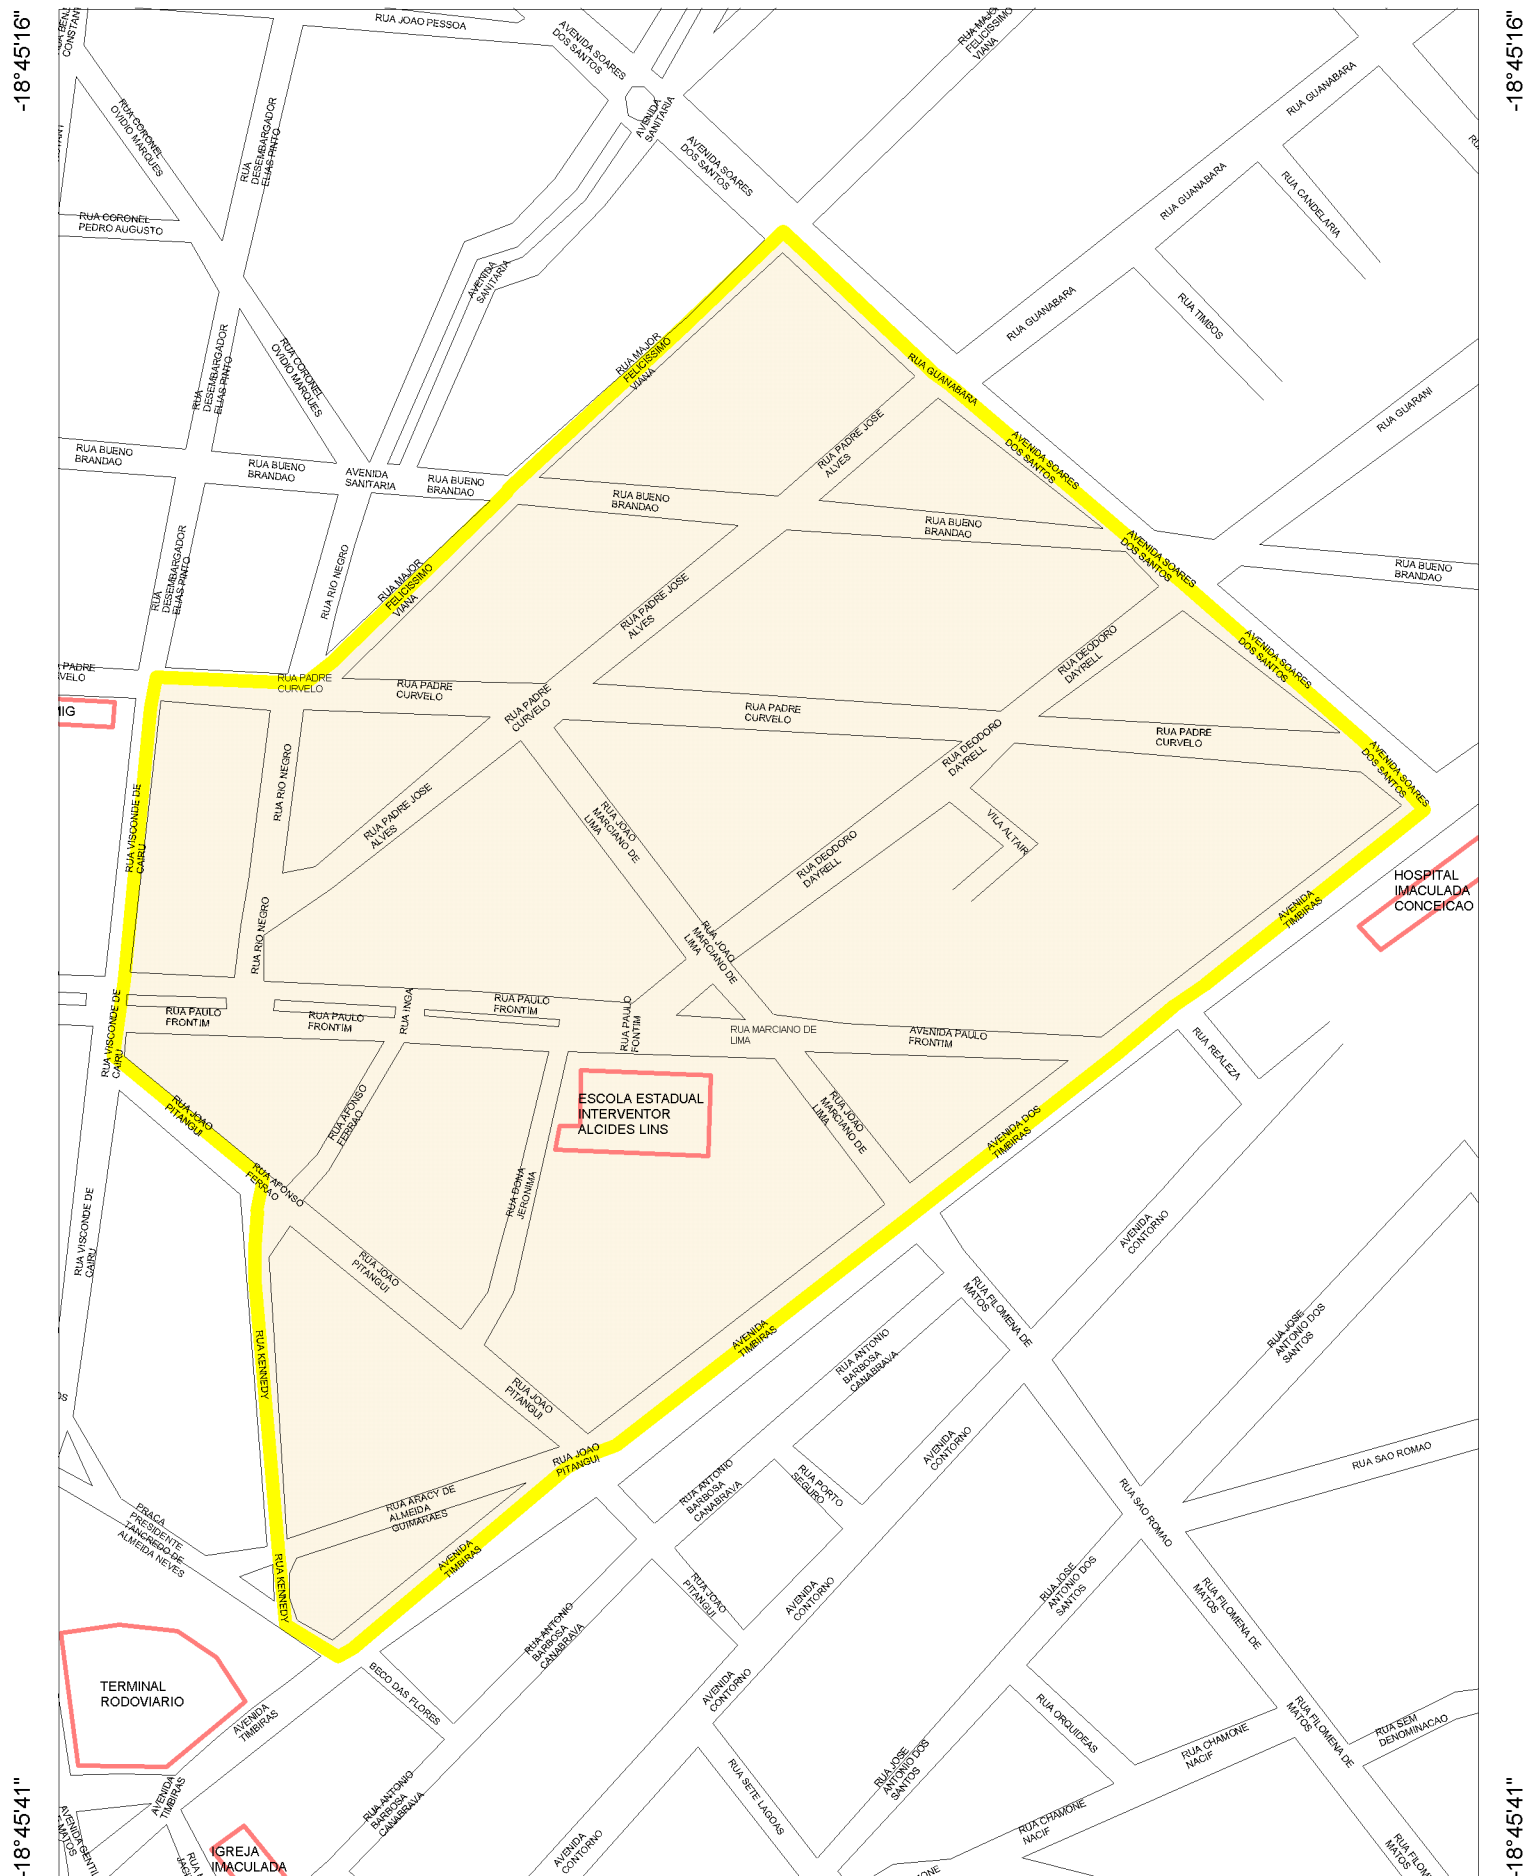 -18°45'16"
-18°45'16"
RUA JOAO PESSOA
AVENIDA SOARES
DOS SANTOS
RUA MAJOR
FELICISSIMO
VIANA
CONSTANT
RUA CORONEL
OVIDIO MARQUES
RUA
DESEMBARGADOR
ELIAS PINTO
AVENIDA
SANITARIA
RUA GUANABARA
AVENIDA SOARES
DOS SANTOS
RUA GUANABARA
RUA CANDELARIA
RUA CORONEL
PEDRO AUGUSTO
AVENIDA
SANITARIA
RUA GUANABARA
RUA TIMBOS
RUA
DESEMBARGADOR
ELIAS PINTO
RUA CORONEL
OVIDIO MARQUES
RUA MAJOR
FELICISSIMO
VIANA
RUA GUANABARA
RUA GUARANI
RUA PADRE JOSE
ALVES
AVENIDA SOARES
DOS SANTOS
RUA BUENO
BRANDAO
RUA BUENO
BRANDAO
AVENIDA
SANITARIA
RUA BUENO
BRANDAO
RUA BUENO
BRANDAO
RUA BUENO
BRANDAO
AVENIDA SOARES
DOS SANTOS
RUA BUENO
BRANDAO
RUA
DESEMBARGADOR
ELIAS PINTO
RUA RIO NEGRO
RUA MAJOR
FELICISSIMO
VIANA
RUA PADRE JOSE
ALVES
RUA DEODORO
DAYRELL
AVENIDA SOARES
DOS SANTOS
PADRE
VELO
RUA PADRE
CURVELO
RUA PADRE
CURVELO
RUA PADRE
CURVELO
RUA PADRE
CURVELO
RUA DEODORO
DAYRELL
RUA PADRE
CURVELO
AVENIDA SOARES
DOS SANTOS
MIG
RUA RIO NEGRO
RUA VISCONDE DE
CAIRU
RUA PADRE JOSE
ALVES
RUA JOAO
MARCIANO DE
LIMA
RUA DEODORO
DAYRELL
VILA ALTAIR
HOSPITAL
IMACULADA
CONCEICAO
AVENIDA
TIMBIRAS
RUA RIO NEGRO
RUA JOAO
MARCIANO DE
LIMA
RUA VISCONDE DE
CAIRU
RUA PAULO
FRONTIM
RUA PAULO
FRONTIM
RUA INGA
RUA PAULO
FRONTIM
RUA PAULO
FONTIM
RUA MARCIANO DE
LIMA
AVENIDA PAULO
FRONTIM
RUA REALEZA
RUA JOAO
PITANGUI
RUA AFONSO
FERRAO
ESCOLA ESTADUAL
INTERVENTOR
ALCIDES LINS
RUA JOAO
MARCIANO DE
LIMA
AVENIDA DOS
TIMBIRAS
RUA AFONSO
FERRAO
RUA DONA
JERONIMA
RUA VISCONDE DE
CAIRU
AVENIDA
CONTORNO
RUA JOAO
PITANGUI
RUA FILOMENA DE
MATOS
RUA JOSE
ANTONIO DOS
SANTOS
RUA KENNEDY
AVENIDA
TIMBIRAS
RUA ANTONIO
BARBOSA
CANABRAVA
OS
RUA JOAO
PITANGUI
AVENIDA
CONTORNO
RUA SAO ROMAO
RUA JOAO
PITANGUI
RUA ANTONIO
BARBOSA
CANABRAVA
RUA PORTO
SEGURO
RUA SAO ROMAO
RUA ARACY DE
ALMEIDA
GUIMARAES
PRACA
PRESIDENTE
TANCREDO DE
ALMEIDA NEVES
RUA KENNEDY
AVENIDA
TIMBIRAS
RUA JOAO
PITANGUI
AVENIDA
CONTORNO
RUA JOSE
ANTONIO DOS
SANTOS
RUA FILOMENA DE
MATOS
RUA ANTONIO
BARBOSA
CANABRAVA
TERMINAL
RODOVIARIO
BECO DAS FLORES
AVENIDA
TIMBIRAS
AVENIDA
CONTORNO
RUA ORQUIDEAS
RUA FILOMENA DE
MATOS
RUA CHAMONE
NACIF
RUA SEM
DENOMINACAO
RUA JOSE
ANTONIO DOS
SANTOS
RUA SETE LAGOAS
AVENIDA
TIMBIRAS
RUA ANTONIO
BARBOSA
CANABRAVA
RUA CHAMONE
NACIF
AVENIDA
CONTORNO
IGREJA
IMACULADA
MATOS
-18°45'41"
-18°45'41"